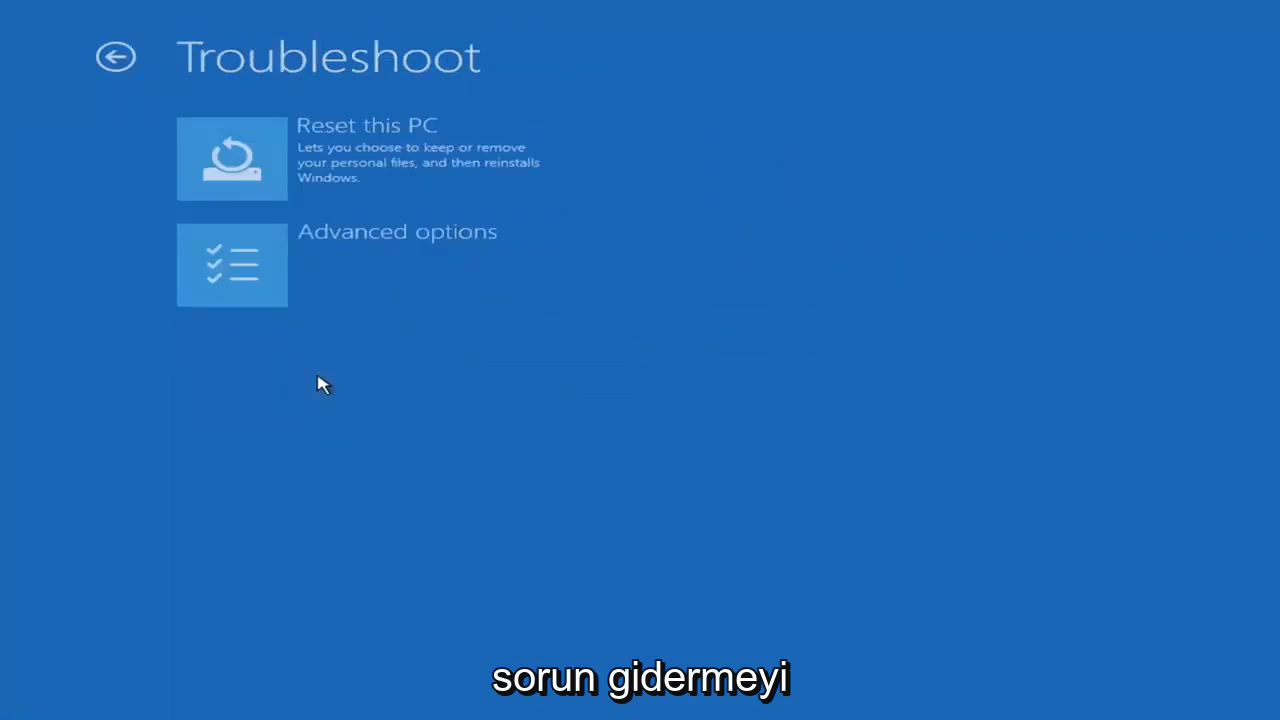 Troubleshoot
Reset this PC
Lets you choose to keep or remove
your personal files, and then reinstalls
Windows.
Advanced options
sorun gidermeyi